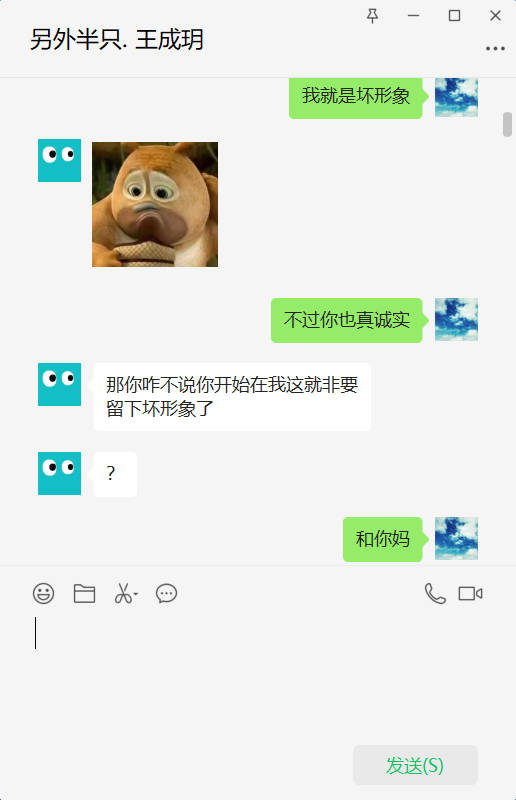 另外半只. 王成玥
我就是坏形象
不过你也真诚实
那你咋不说你开始在我这就非要
留下坏形象了
？
和你妈
发送(S)